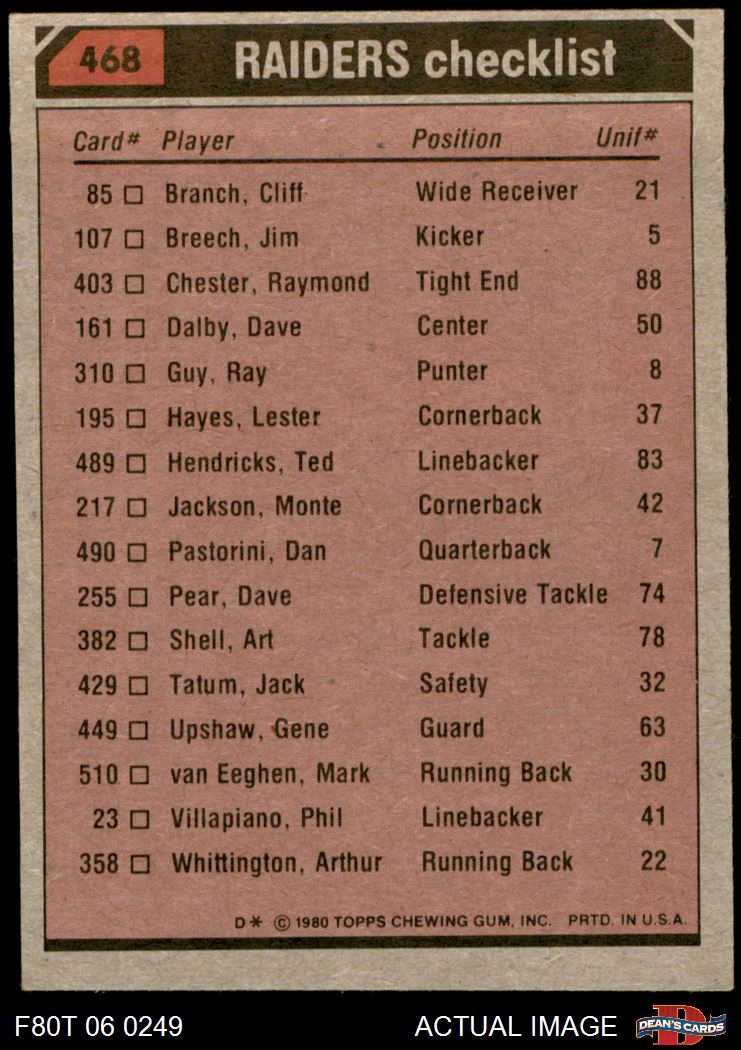 468 RAIDERS checklist
Card# Player Position Unif#
85 □ Branch, Cliff Wide Receiver 21
107 □ Breech, Jim Kicker 5
403 □ Chester, Raymond Tight End 88
161 □ Dalby, Dave Center 50
310 □ Guy, Ray Punter 8
195 □ Hayes, Lester Cornerback 37
489 □ Hendricks, Ted Linebacker 83
217 □ Jackson, Monte Cornerback 42
490 □ Pastorini, Dan Quarterback 7
255 □ Pear, Dave Defensive Tackle 74
382 □ Shell, Art Tackle 78
429 □ Tatum, Jack Safety 32
449 □ Upshaw, Gene Guard 63
510 □ van Eeghen, Mark Running Back 30
23 □ Villapiano, Phil Linebacker 41
358 □ Whittington, Arthur Running Back 22
D* © 1980 TOPPS CHEWING GUM, INC. PRTD. IN U.S.A.
F80T 06 0249 ACTUAL IMAGE DEAN'S CARDS